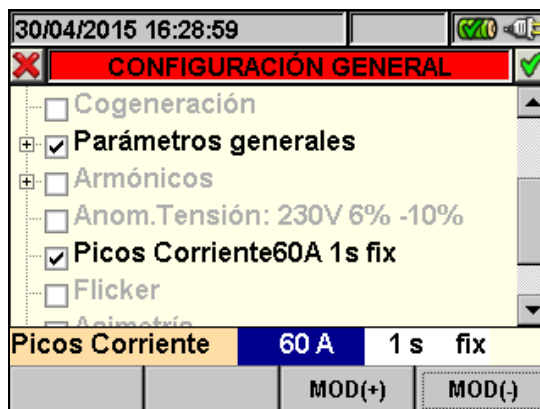 30/04/2015 16:28:59
CONFIGURACIÓN GENERAL
Cogeneración
Parámetros generales
Armónicos
Anom.Tensión: 230V 6% -10%
Picos Corriente60A 1s fix
Flicker
Asimetría
Picos Corriente 60 A 1 s fix
MOD(+) MOD(-)